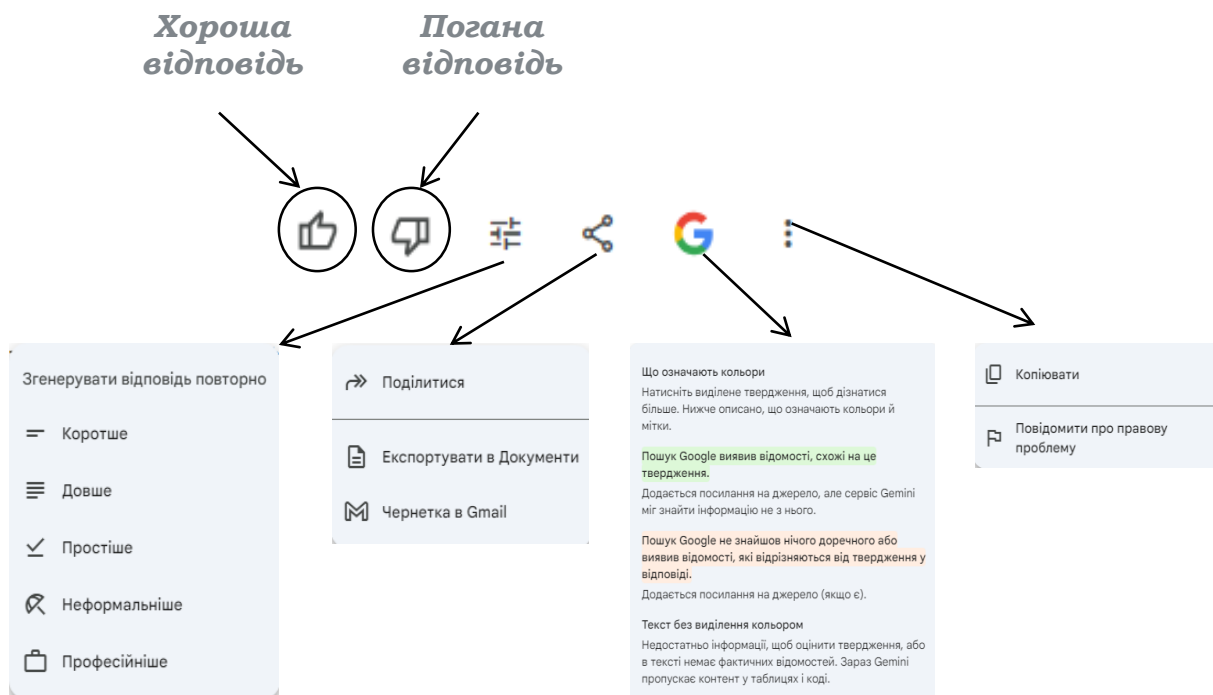 Хороша
відповідь
Погана
відповідь
Згенерувати відповідь повторно
Коротше
Довше
Простіше
Неформальніше
Професійніше
Поділитися
Експортувати в Документи
Чернетка в Gmail
Що означають кольори
Натисніть виділене твердження, щоб дізнатися
більше. Нижче описано, що означають кольори й
мітки.
Пошук Google виявив відомості, схожі на це
твердження.
Додається посилання на джерело, але сервіс Gemini
міг знайти інформацію не з нього.
Пошук Google не знайшов нічого доречного або
виявив відомості, які відрізняються від твердження у
відповіді.
Додається посилання на джерело (якщо є).
Текст без виділення кольором
Недостатньо інформації, щоб оцінити твердження, або
в тексті немає фактичних відомостей. Зараз Gemini
пропускає контент у таблицях і коді.
Копіювати
Повідомити про правову
проблему